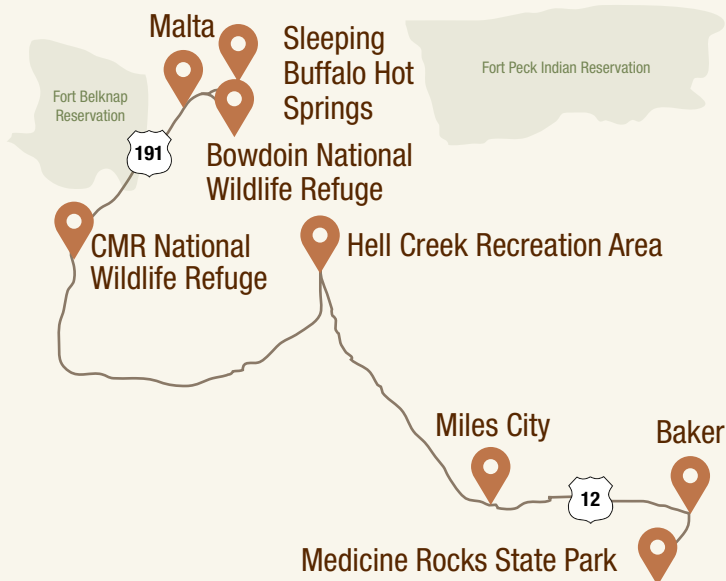 Malta
Sleeping
Buffalo Hot
Springs
Fort Peck Indian Reservation
Fort Belknap
Reservation
191
Bowdoin National
Wildlife Refuge
CMR National
Wildlife Refuge
Hell Creek Recreation Area
Miles City
Baker
12
Medicine Rocks State Park